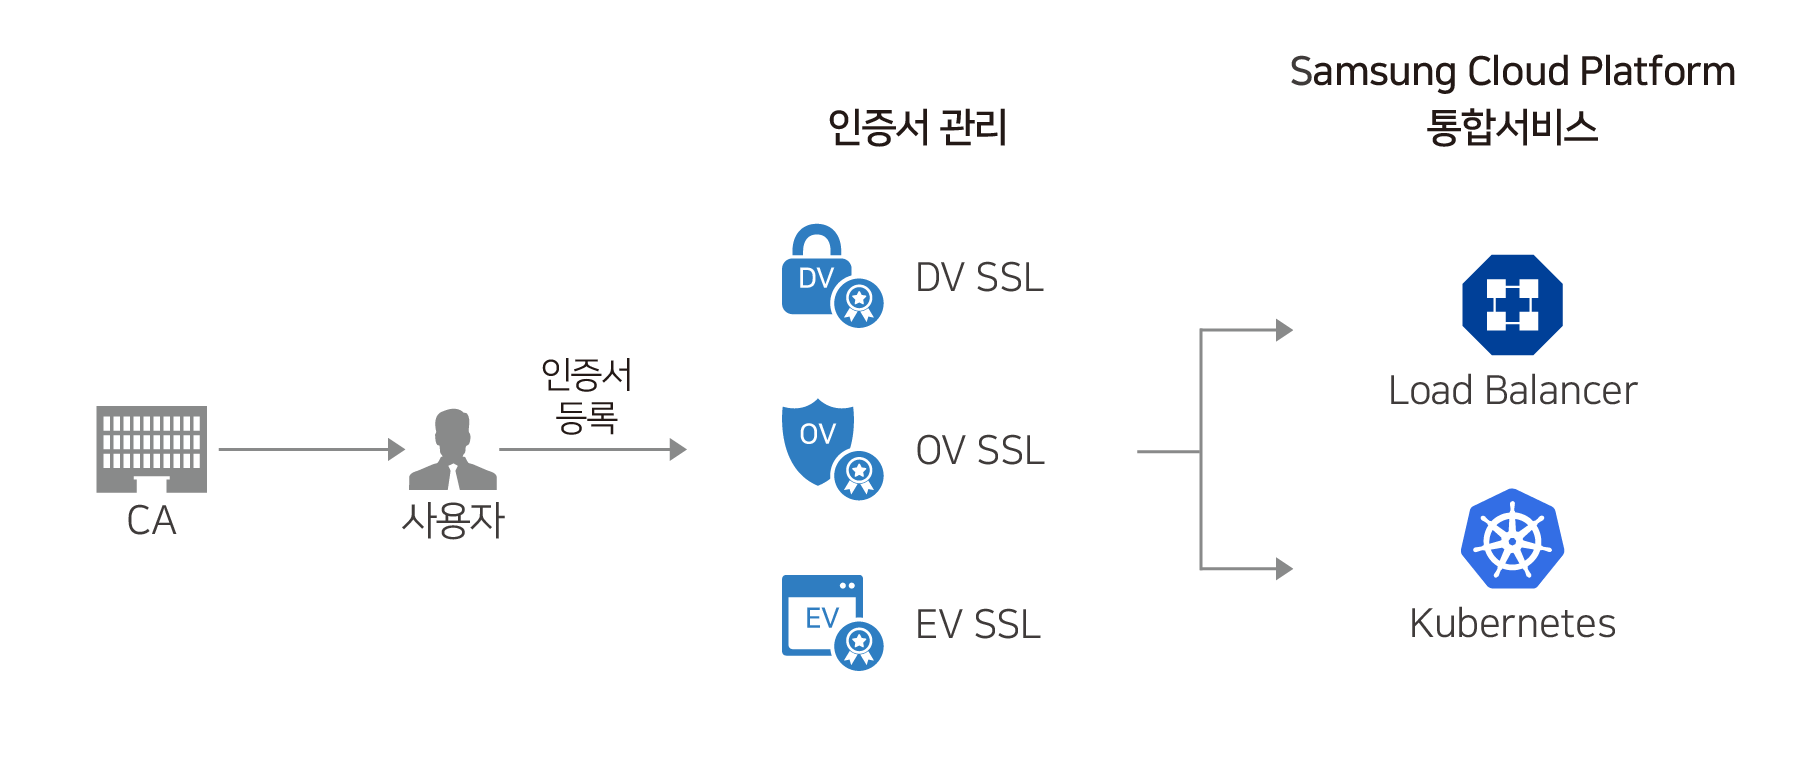 Samsung Cloud Platform
통합서비스
인증서 관리
DV
DV SSL
Load Balancer
인증서
등록
OV
OV SSL
CA
사용자
EV
EV SSL
Kubernetes